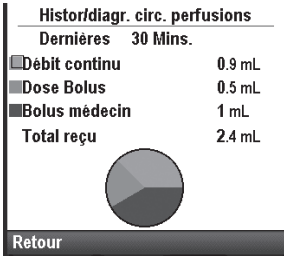 Histor/diagr. circ. perfusions
Dernières 30 Mins.
Débit continu 0.9 mL
Dose Bolus 0.5 mL
Bolus médecin 1 mL
Total reçu 2.4 mL
Retour